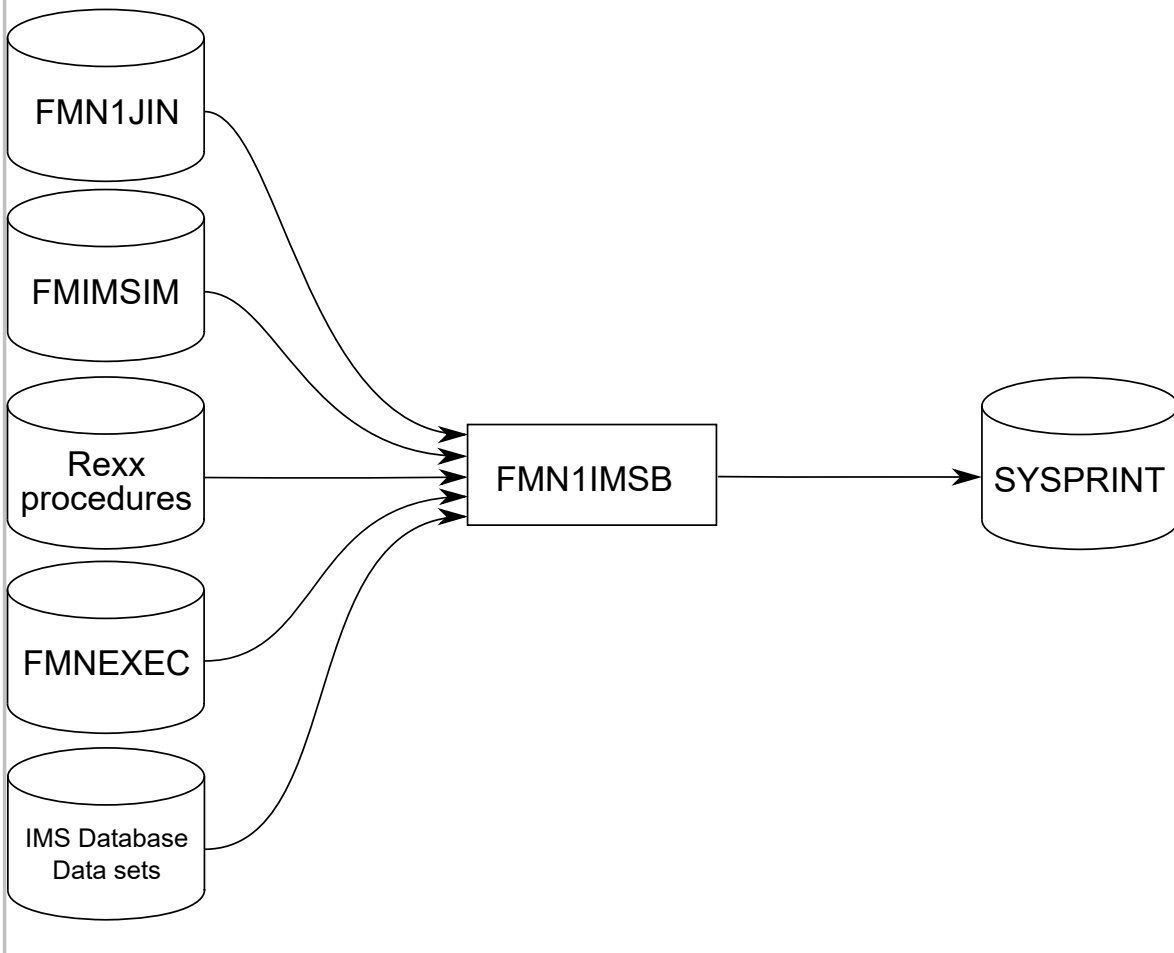 FMN1JIN
FMIMSIM
Rexx
procedures
FMNEXEC
IMS Database
Data sets
FMN1IMSB
SYSPRINT